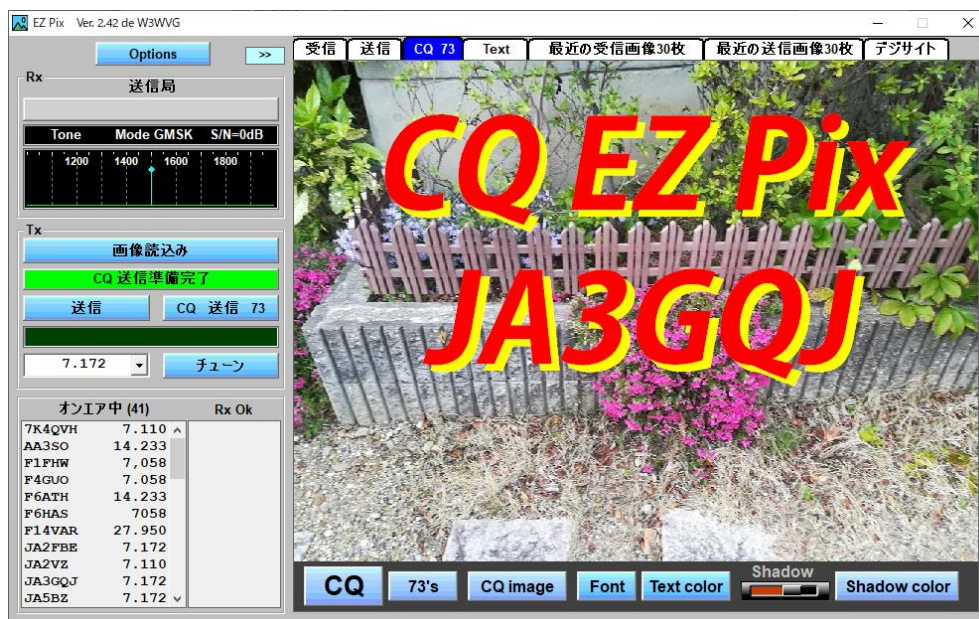 EZ Pix Ver. 2.42 de W3WVG
Options
>>
Rx
送信局
Tone Mode GMSK S/N=0dB
1200 1400 1600 1800
Tx
画像読込み
CQ 送信準備完了
送信
CQ 送信 73
7.172
チューン
オンエア中 (41)
Rx Ok
7K4QVH 7.110
AA3SO 14.233
F1FHW 7,058
F4GUO 7.058
F6ATH 14.233
F6HAS 7058
F14VAR 27.950
JA2FBE 7.172
JA2VZ 7.110
JA3GQJ 7.172
JA5BZ 7.172
受信 送信 CQ 73 Text 最近の受信画像30枚 最近の送信画像30枚 デジサイト
CQ EZ Pix
JA3GQJ
CQ 73's CQ image Font Text color Shadow Shadow color